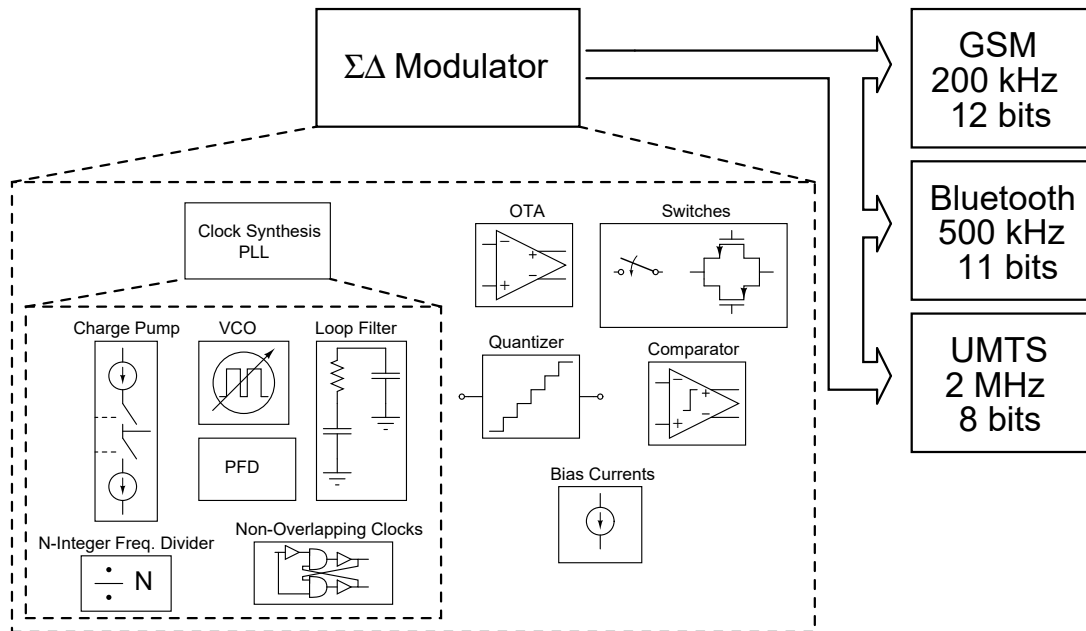 ΣΔ Modulator
GSM
200 kHz
12 bits
Bluetooth
500 kHz
11 bits
UMTS
2 MHz
8 bits
Clock Synthesis
PLL
OTA
Switches
Charge Pump
VCO
Loop Filter
Quantizer
Comparator
PFD
Bias Currents
N-Integer Freq. Divider
Non-Overlapping Clocks
N